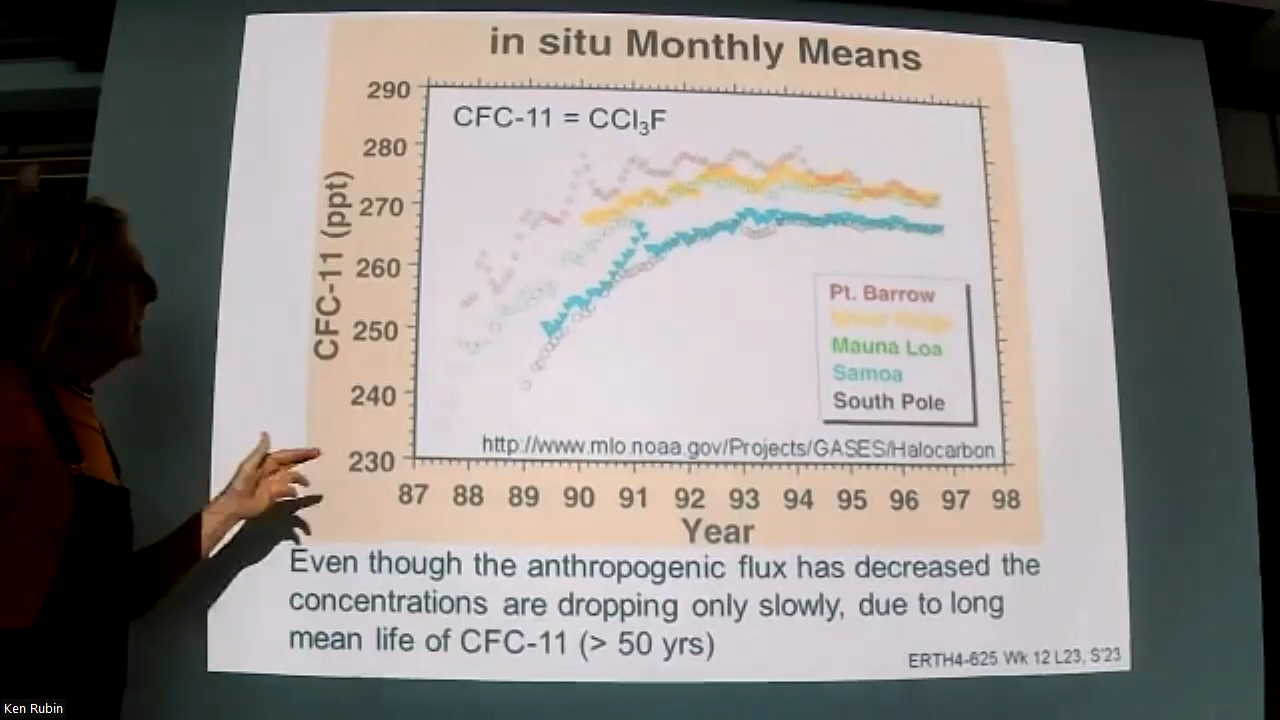 in situ Monthly Means
CFC-11 = CCl₃F
CFC-11 (ppt)
290
280
270
260
250
240
230
Pt. Barrow
Mauna Loa
Samoa
South Pole
http://www.mlo.noaa.gov/Projects/GASES/Halocarbon
87 88 89 90 91 92 93 94 95 96 97 98
Year
Even though the anthropogenic flux has decreased the
concentrations are dropping only slowly, due to long
mean life of CFC-11 (> 50 yrs)
ERTH4-625 Wk 12 L23, S'23
Ken Rubin